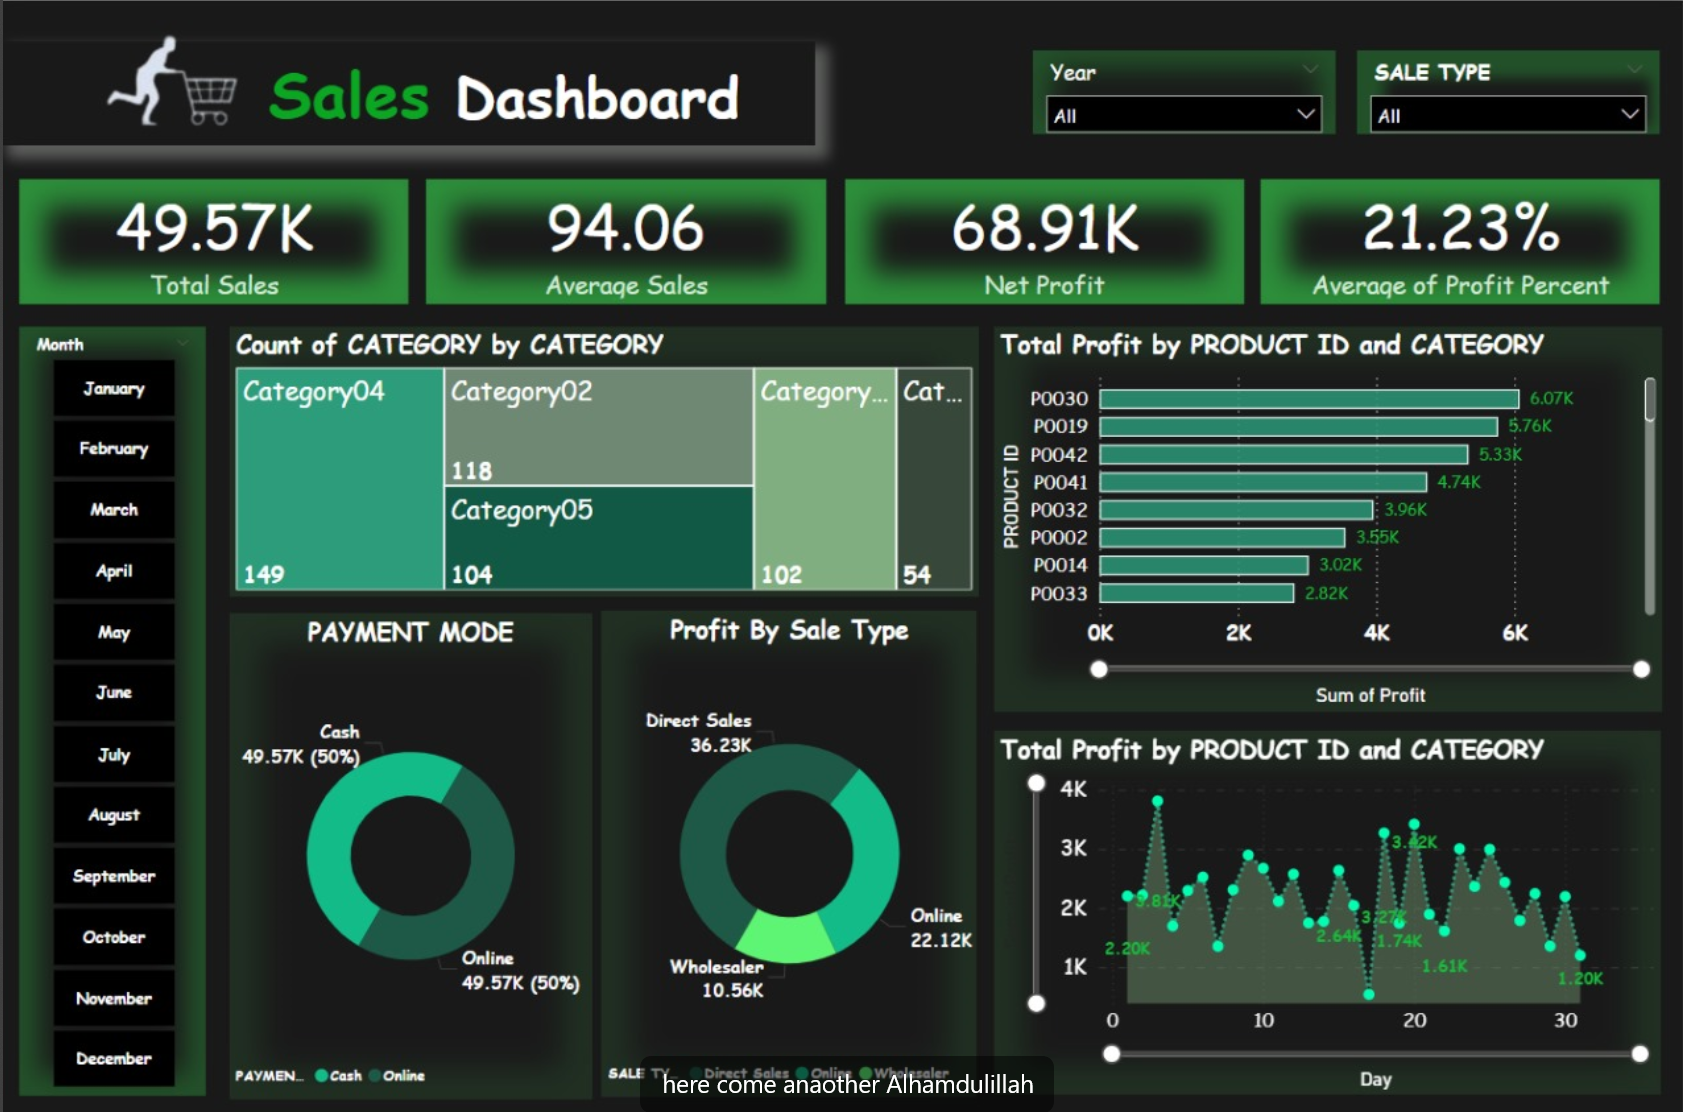 Sales Dashboard
Year
All
SALE TYPE
All
49.57K
Total Sales
94.06
Average Sales
68.91K
Net Profit
21.23%
Average of Profit Percent
Month
January
February
March
April
May
June
July
August
September
October
November
December
Count of CATEGORY by CATEGORY
Category04
149
Category02
118
Category05
104
Category...
102
Cat...
54
Total Profit by PRODUCT ID and CATEGORY
PRODUCT ID
P0030 6.07K
P0019 5.76K
P0042 5.33K
P0041 4.74K
P0032 3.96K
P0002 3.55K
P0014 3.02K
P0033 2.82K
0K 2K 4K 6K
Sum of Profit
PAYMENT MODE
Cash
49.57K (50%)
Online
49.57K (50%)
PAYMEN... Cash Online
Profit By Sale Type
Direct Sales
36.23K
Online
22.12K
Wholesaler
10.56K
SALE TY... Direct Sales Online Wholesaler
Total Profit by PRODUCT ID and CATEGORY
4K
3K
2K
1K
2.20K
3.81K
2.64K
3.27K
1.74K
3.42K
1.61K
1.20K
0 10 20 30
Day
here come anaother Alhamdulillah